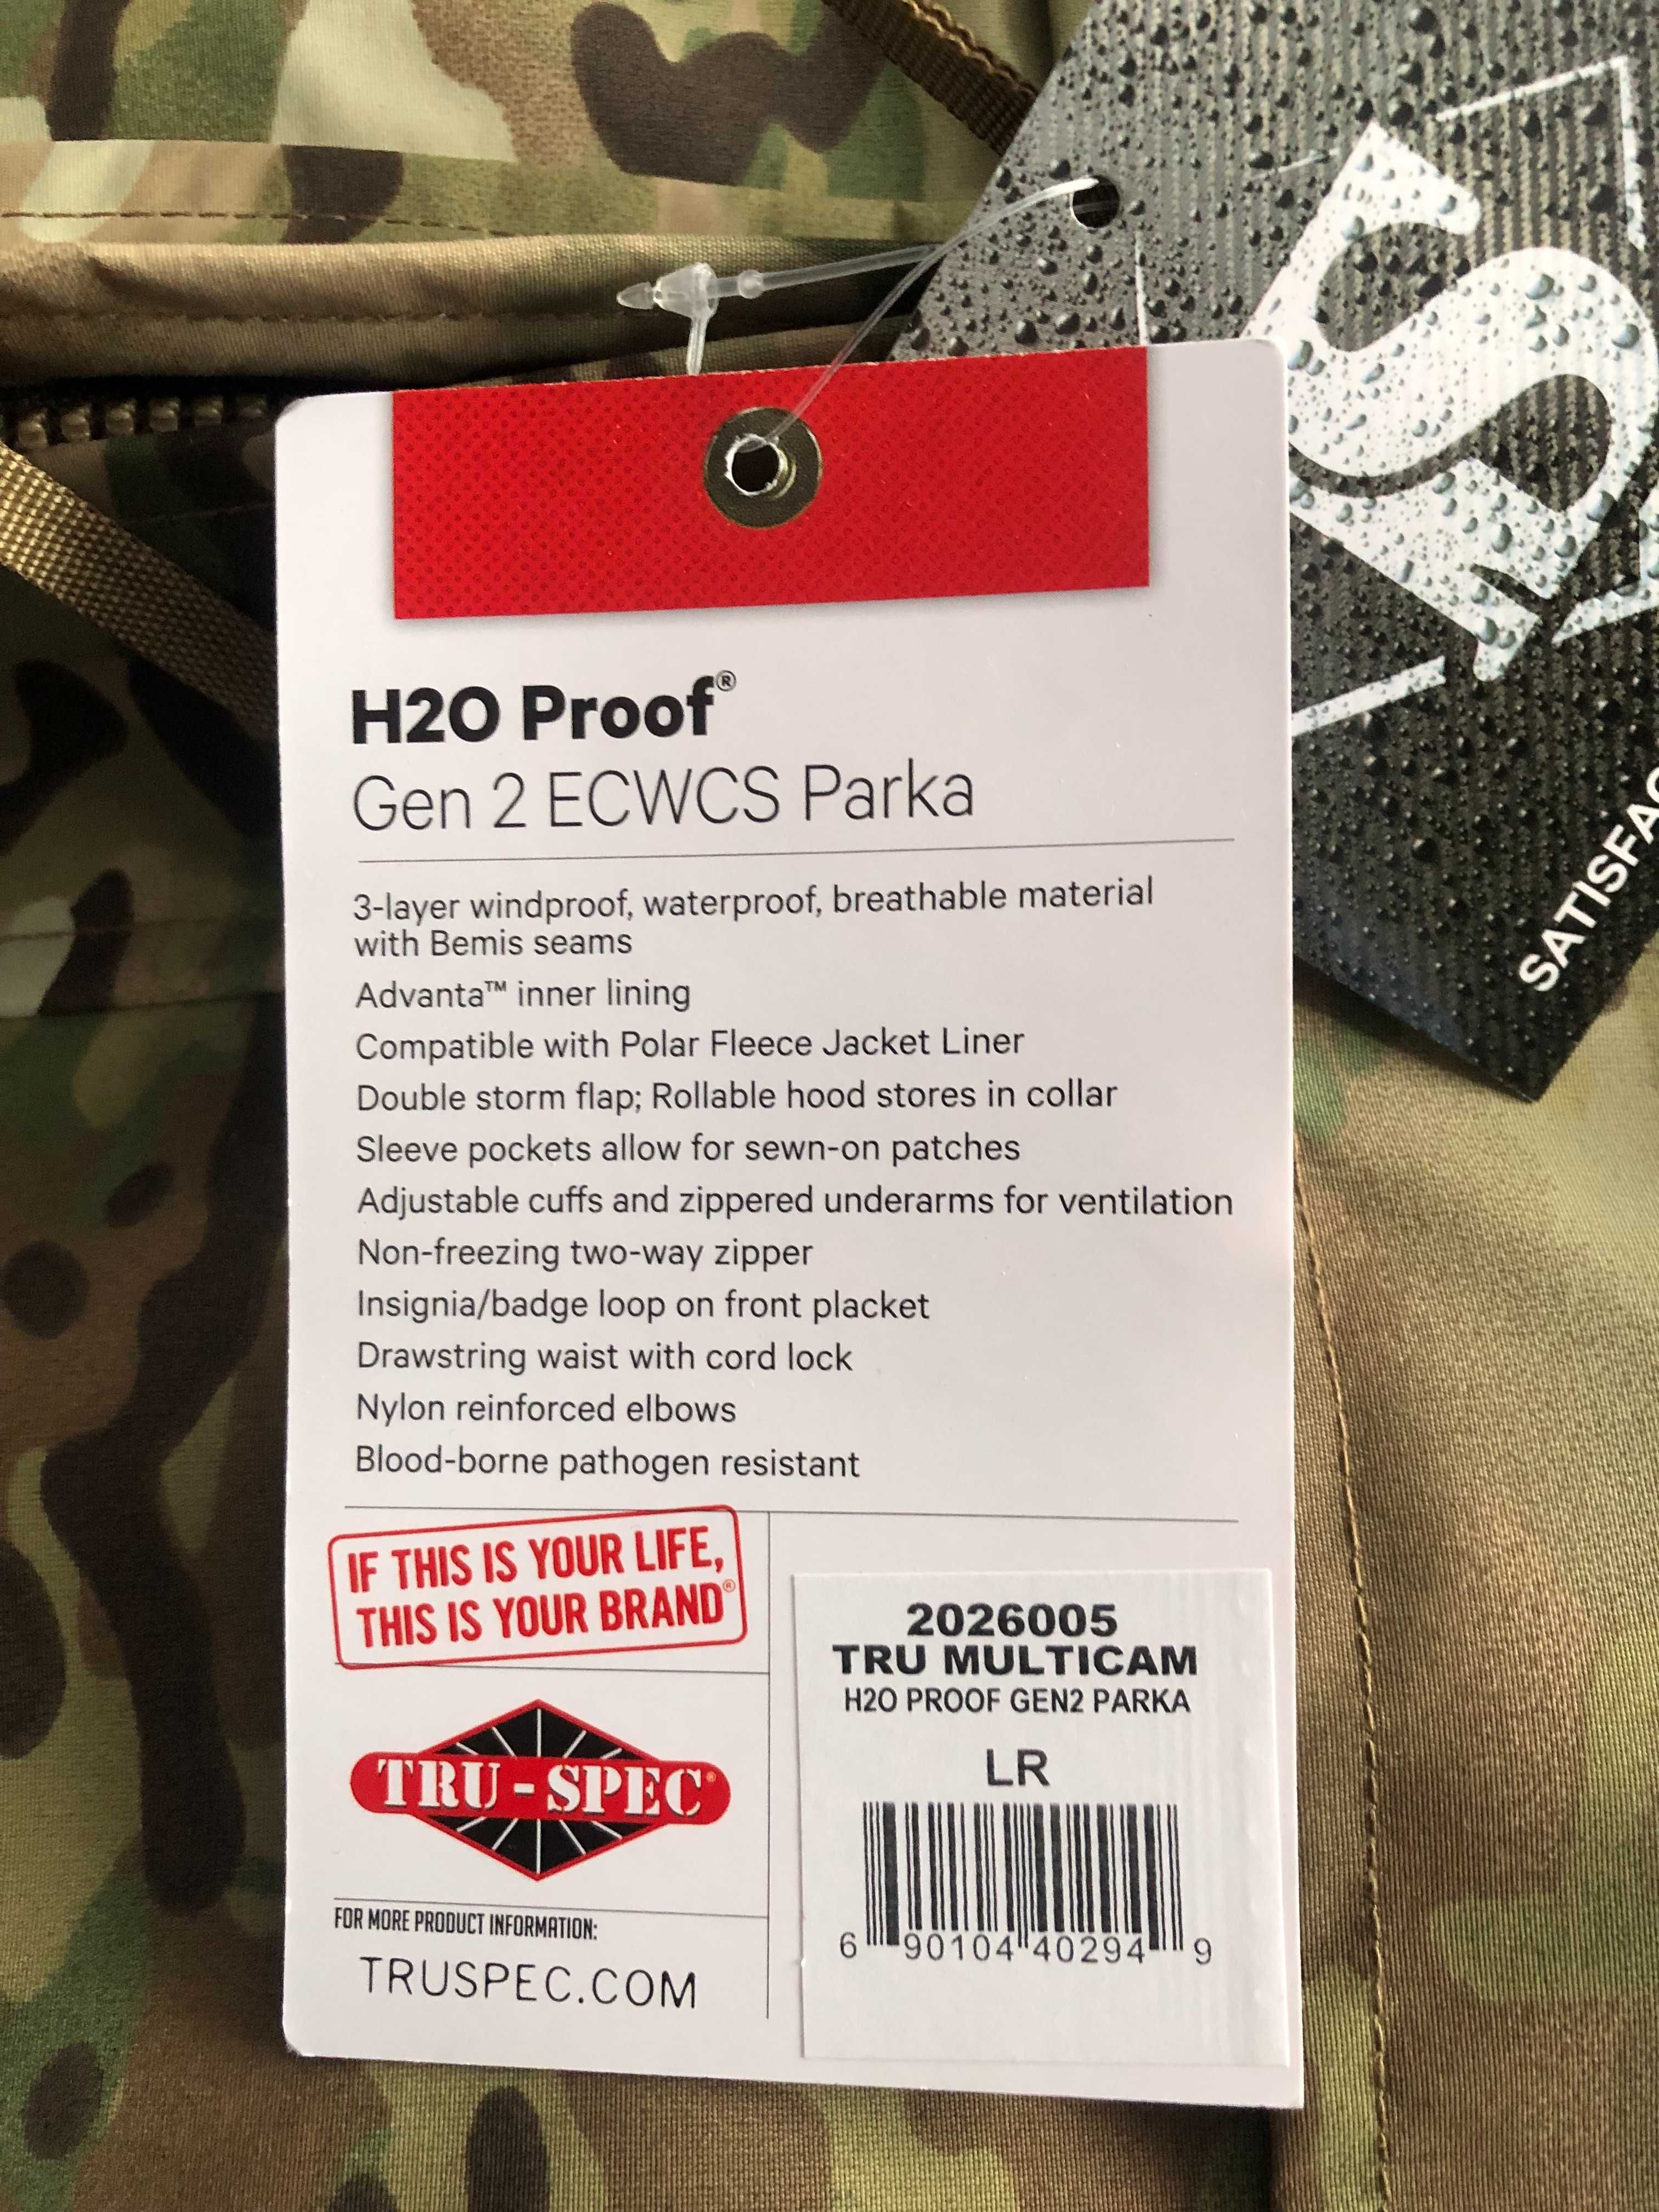 H2O Proof®
Gen 2 ECWCS Parka
3-layer windproof, waterproof, breathable material
with Bemis seams
Advanta™ inner lining
Compatible with Polar Fleece Jacket Liner
Double storm flap; Rollable hood stores in collar
Sleeve pockets allow for sewn-on patches
Adjustable cuffs and zippered underarms for ventilation
Non-freezing two-way zipper
Insignia/badge loop on front placket
Drawstring waist with cord lock
Nylon reinforced elbows
Blood-borne pathogen resistant
IF THIS IS YOUR LIFE,
THIS IS YOUR BRAND®
TRU-SPEC®
FOR MORE PRODUCT INFORMATION:
TRUSPEC.COM
2026005
TRU MULTICAM
H2O PROOF GEN2 PARKA
LR
6 90104 40294 9